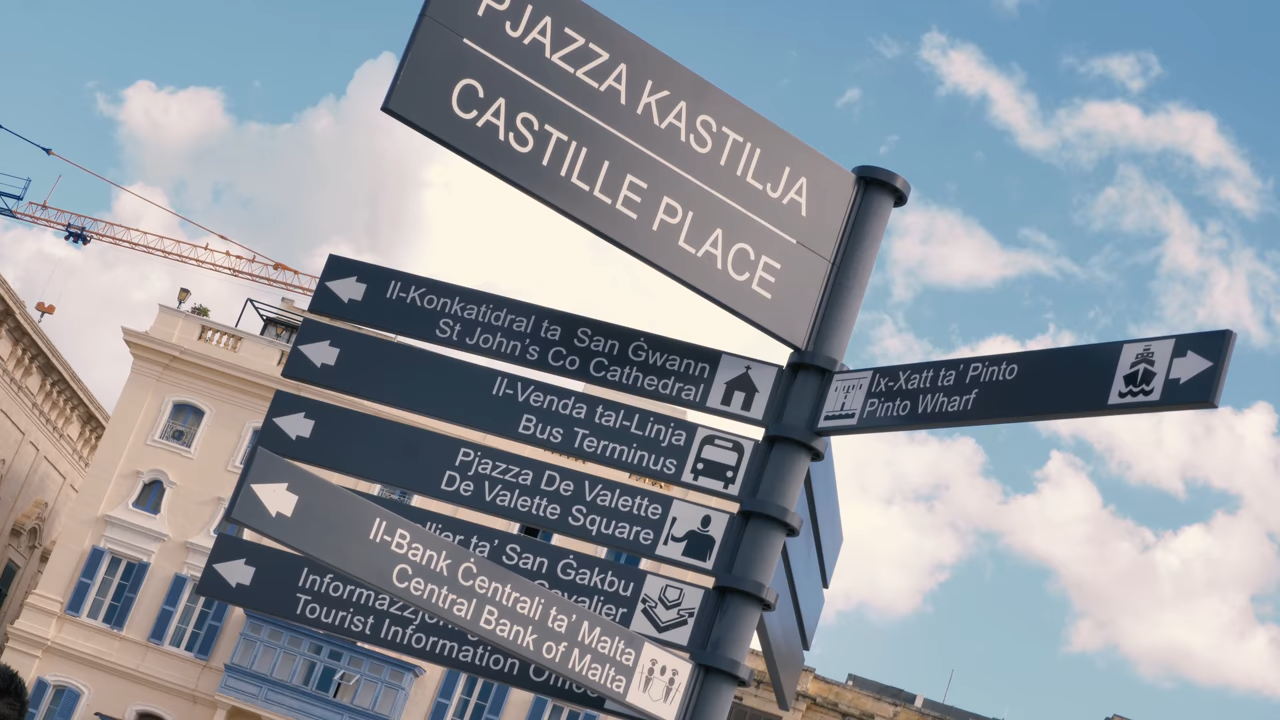 PJAZZA KASTILJA
CASTILLE PLACE
Il-Konkatidral ta San Ġwann
St John's Co Cathedral
Ix-Xatt ta' Pinto
Pinto Wharf
Il-Venda tal-Linja
Bus Terminus
Pjazza De Valette
De Valette Square
ta' San Ġakbu
Il-Bank Ċentrali ta' Malta
Central Bank of Malta
Tourist Information Office